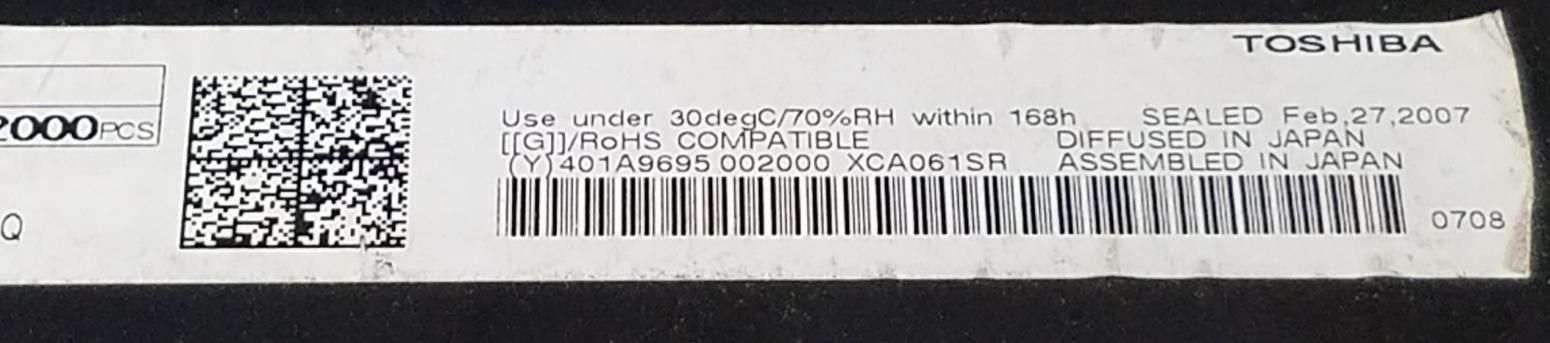 TOSHIBA
2000PCS
Use under 30degC/70%RH within 168h SEALED Feb,27,2007
[[G]]/RoHS COMPATIBLE DIFFUSED IN JAPAN
(Y)401A9695 002000 XCA061SR ASSEMBLED IN JAPAN
0708
Q